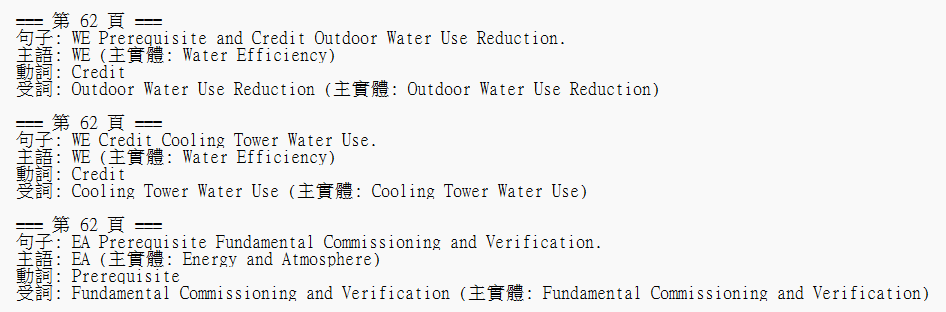 === 第 62 頁 ===
句子: WE Prerequisite and Credit Outdoor Water Use Reduction.
主語: WE (主實體: Water Efficiency)
動詞: Credit
受詞: Outdoor Water Use Reduction (主實體: Outdoor Water Use Reduction)
=== 第 62 頁 ===
句子: WE Credit Cooling Tower Water Use.
主語: WE (主實體: Water Efficiency)
動詞: Credit
受詞: Cooling Tower Water Use (主實體: Cooling Tower Water Use)
=== 第 62 頁 ===
句子: EA Prerequisite Fundamental Commissioning and Verification.
主語: EA (主實體: Energy and Atmosphere)
動詞: Prerequisite
受詞: Fundamental Commissioning and Verification (主實體: Fundamental Commissioning and Verification)